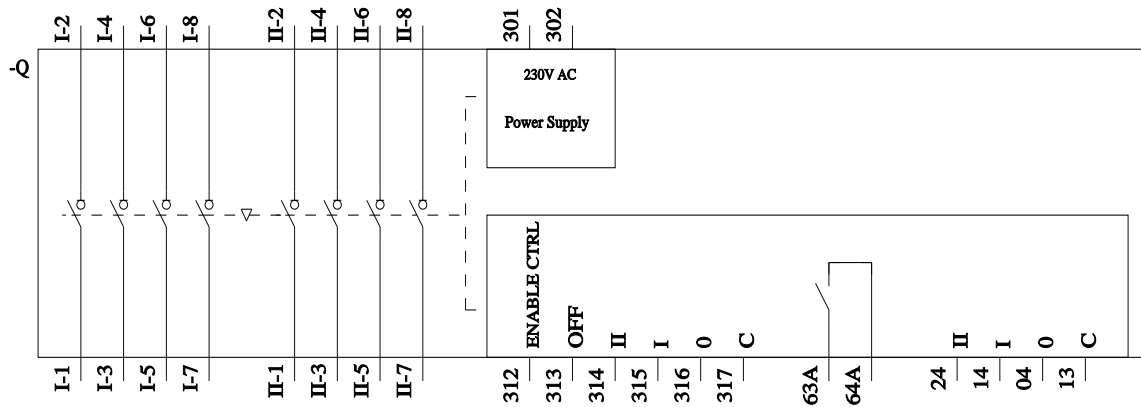 I-2 I-4 I-6 I-8 II-2 II-4 II-6 II-8 301 302
-Q
230V AC
Power Supply
ENABLE CTRL OFF II I 0 C II I 0 C
I-1 I-3 I-5 I-7 II-1 II-3 II-5 II-7 312 313 314 315 316 317 63A 64A 24 14 04 13